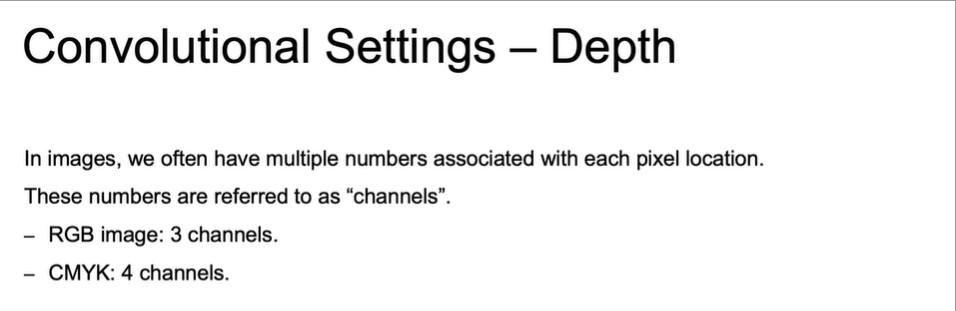 Convolutional Settings – Depth
In images, we often have multiple numbers associated with each pixel location.
These numbers are referred to as “channels”.
– RGB image: 3 channels.
– CMYK: 4 channels.